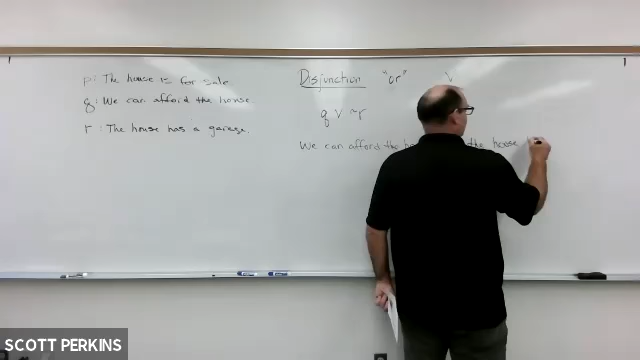 p: The house is for sale.
q: We can afford the house.
r: The house has a garage.
Disjunction "or" ∨
q ∨ ~r
We can afford the the house
SCOTT PERKINS